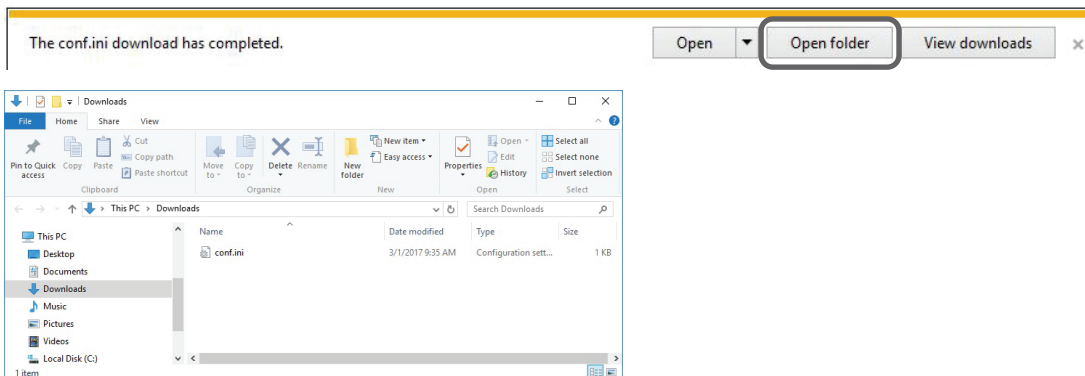 The conf.ini download has completed.
Open
Open folder
View downloads
Downloads
File Home Share View
Pin to Quick access
Copy
Paste
Cut
Copy path
Paste shortcut
Clipboard
Move to
Copy to
Delete
Rename
Organize
New folder
New item
Easy access
New
Properties
Open
Edit
History
Open
Select all
Select none
Invert selection
Select
This PC > Downloads
Search Downloads
Name Date modified Type Size
conf.ini 3/1/2017 9:35 AM Configuration sett... 1 KB
This PC
Desktop
Documents
Downloads
Music
Pictures
Videos
Local Disk (C:)
1 item